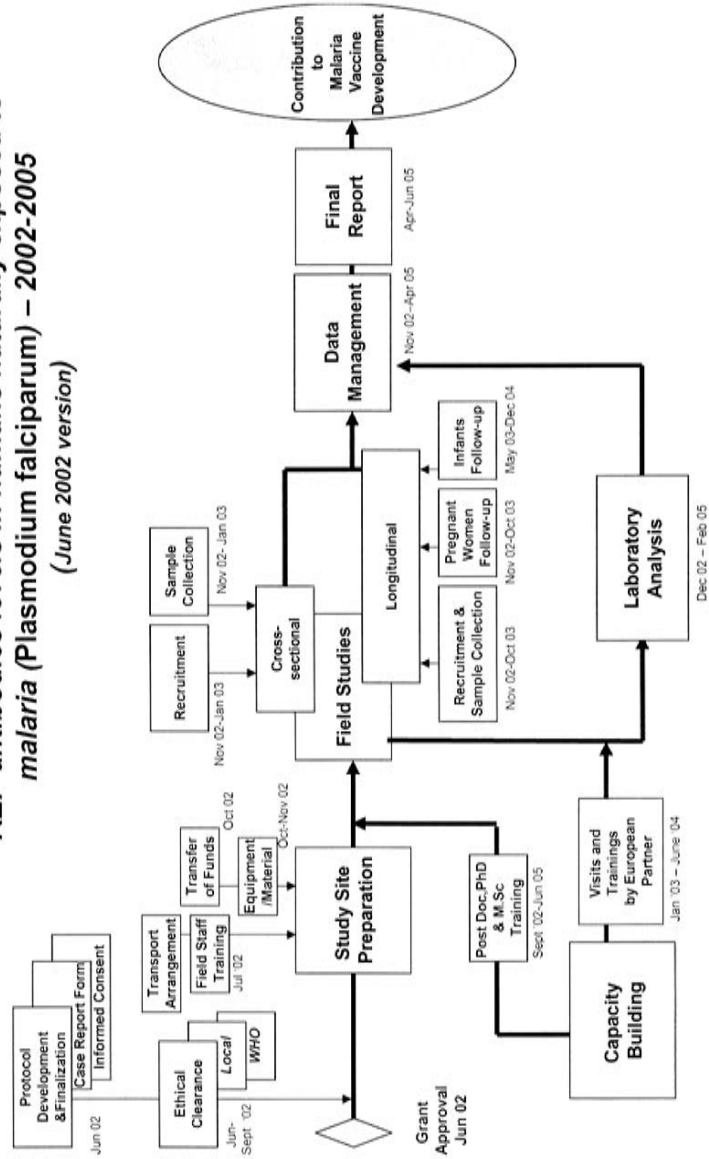 malaria (Plasmodium falciparum) – 2002-2005
(June 2002 version)
Protocol
Development
&Finalization
Case Report Form
Informed Consent
Jun 02
Ethical
Clearance
Local
WHO
Jun-
Sept '02
Grant
Approval
Jun 02
Transport
Arrangement
Field Staff
Training
Jul '02
Transfer
of Funds
Oct 02
Equipment
/Material
Oct-Nov 02
Study Site
Preparation
Post Doc,PhD
& M.Sc
Training
Sept '02-Jun 05
Capacity
Building
Visits and
Trainings
by European
Partner
Jan '03 – June '04
Recruitment
Nov 02-Jan 03
Sample
Collection
Nov 02- Jan 03
Cross-
sectional
Field Studies
Longitudinal
Recruitment &
Sample Collection
Nov 02-Oct 03
Pregnant
Women
Follow-up
Nov 02-Oct 03
Infants
Follow-up
May 03-Dec 04
Laboratory
Analysis
Dec 02 – Feb 05
Data
Management
Nov 02–Apr 05
Final
Report
Apr-Jun 05
Contribution
to
Malaria
Vaccine
Development